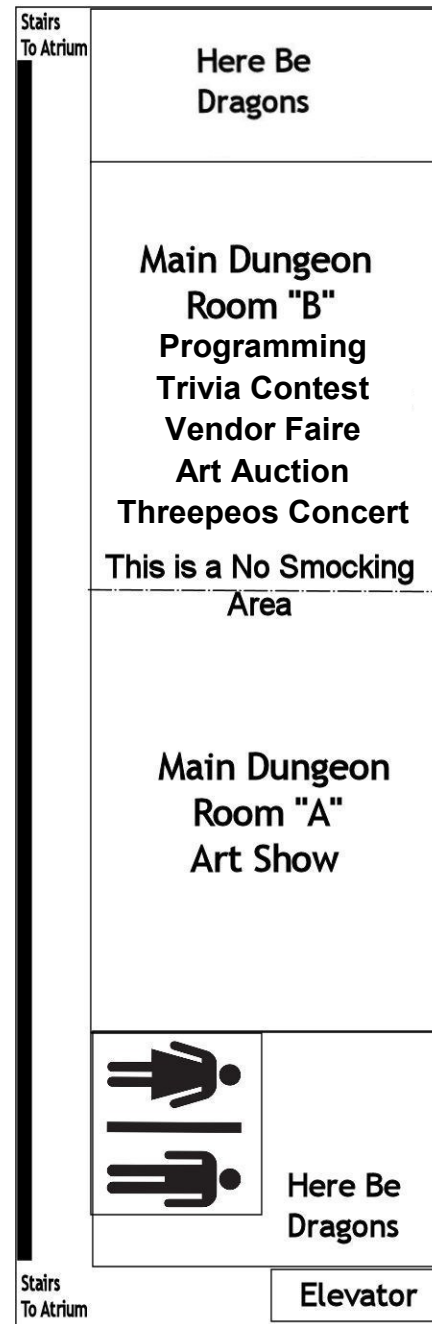 Stairs
To Atrium
Here Be
Dragons
Main Dungeon
Room "B"
Programming
Trivia Contest
Vendor Faire
Art Auction
Threepeos Concert
This is a No Smocking
Area
Main Dungeon
Room "A"
Art Show
Here Be
Dragons
Stairs
To Atrium
Elevator